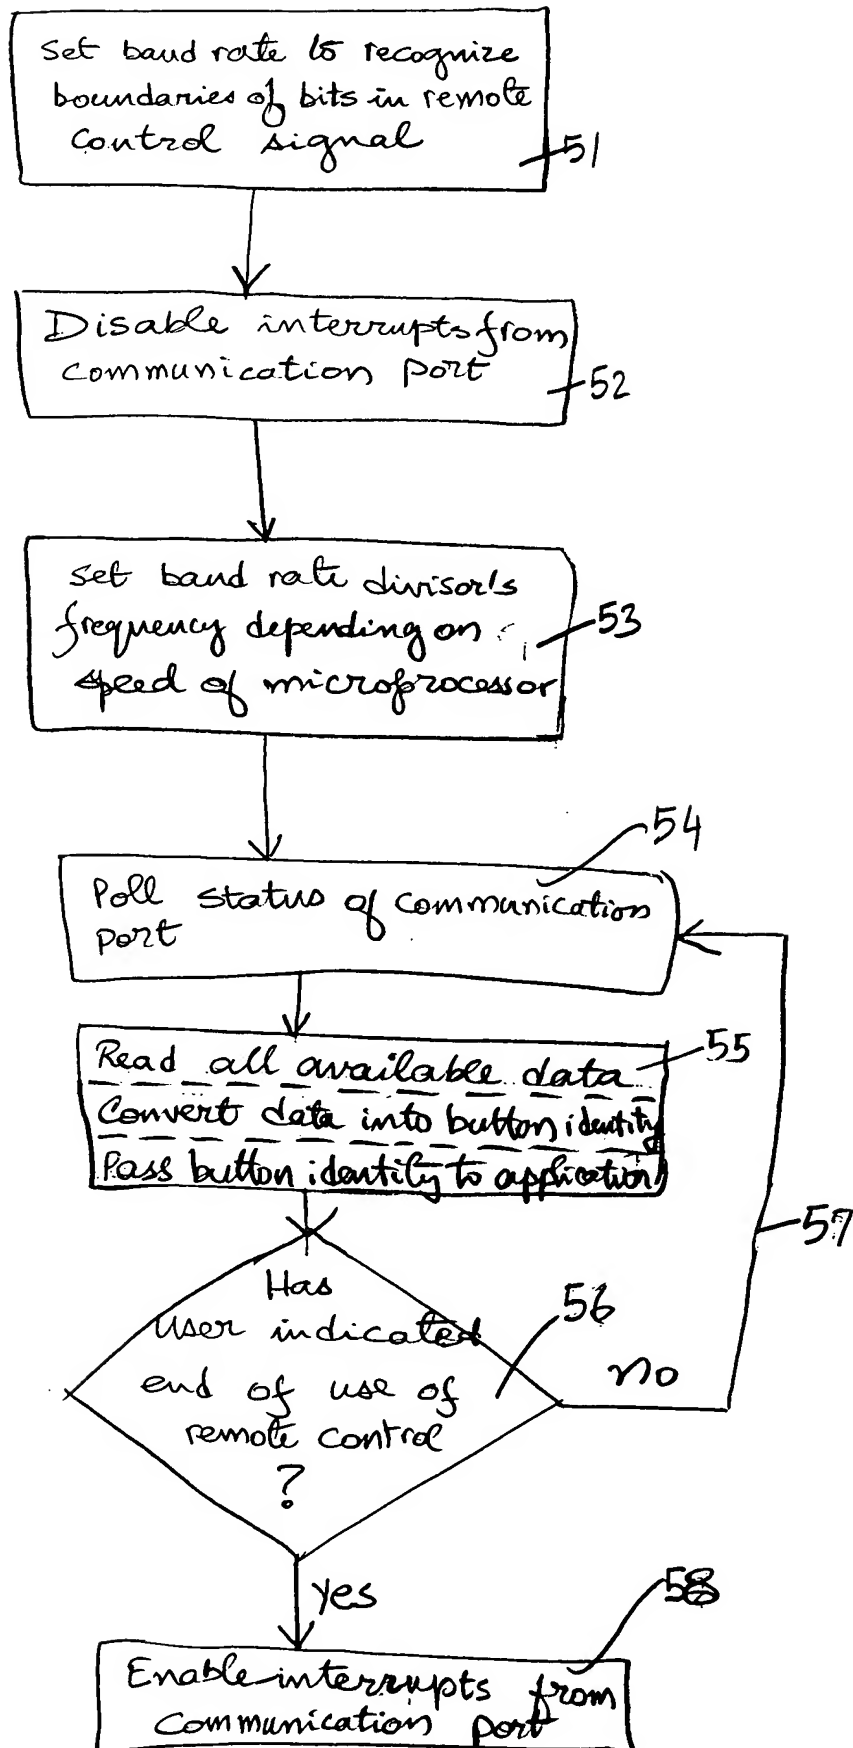 Set baud rate to recognize
boundaries of bits in remote
control signal
51
Disable interrupts from
communication port
52
Set baud rate divisor's
frequency depending on
speed of microprocessor
53
54
Poll status of communication
port
55
Read all available data
Convert data into button identity
Pass button identity to application
57
Has
user indicated
end of use of
remote control
?
56
no
yes
58
Enable interrupts from
communication port